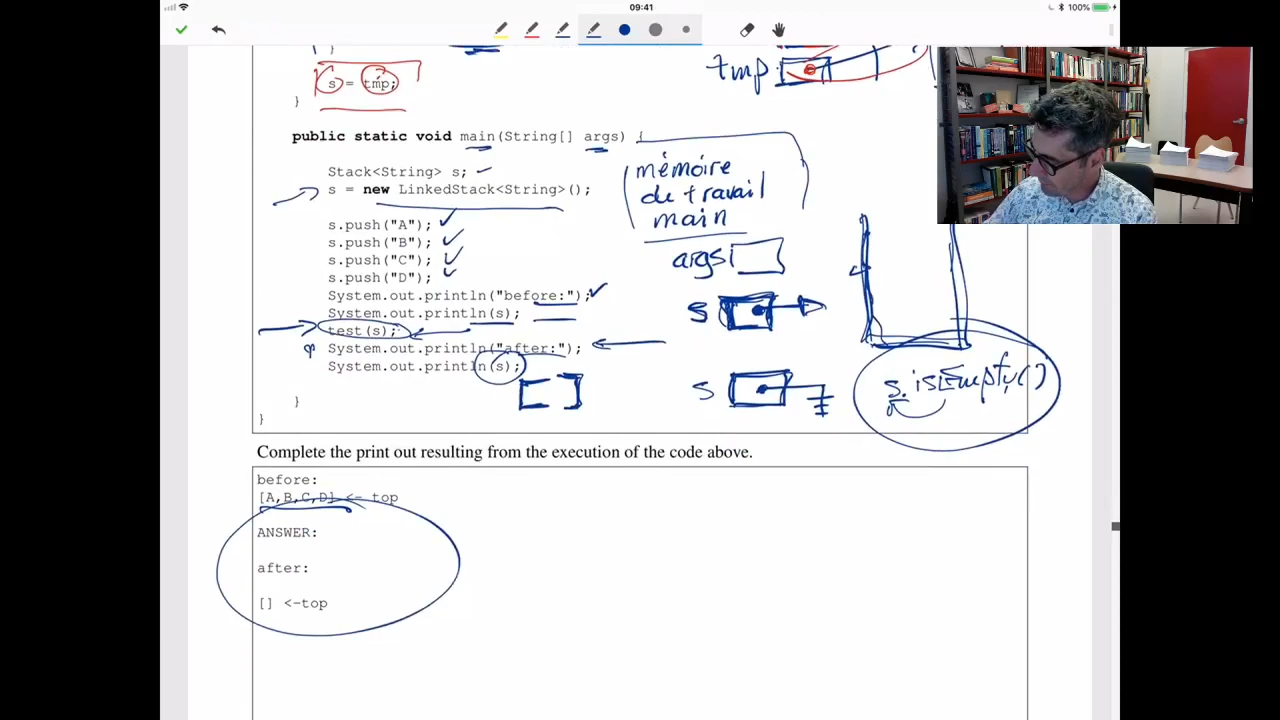 09:41
100%
}
tmp
s = tmp;
}
public static void main(String[] args) {
Stack<String> s;
s = new LinkedStack<String>();
mémoire
de travail
main
s.push("A");
s.push("B");
s.push("C");
s.push("D");
args
System.out.println("before:");
System.out.println(s);
s
test(s);
System.out.println("after:");
System.out.println(s);
s
s.isEmpty()
}
}
Complete the print out resulting from the execution of the code above.
before:
[A,B,C,D] <- top
ANSWER:
after:
[] <-top